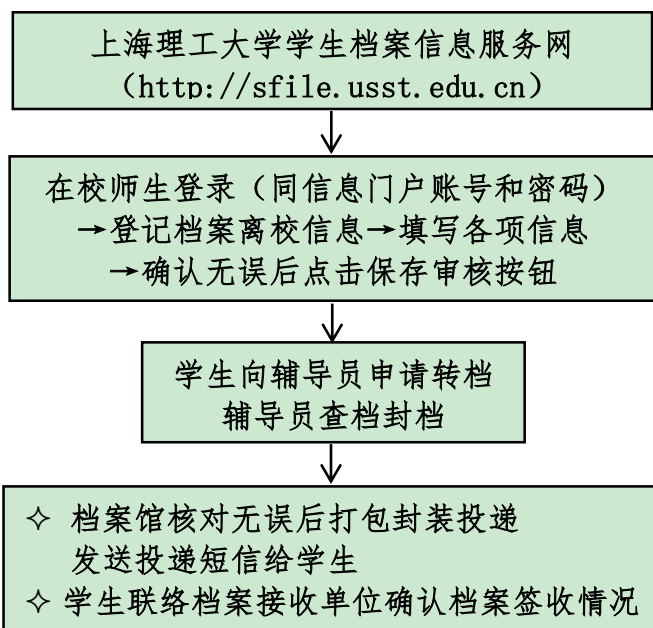 上海理工大学学生档案信息服务网
（http://sfile.usst.edu.cn）
在校师生登录（同信息门户账号和密码）
→登记档案离校信息→填写各项信息
→确认无误后点击保存审核按钮
学生向辅导员申请转档
辅导员查档封档
✧ 档案馆核对无误后打包封装投递
发送投递短信给学生
✧ 学生联络档案接收单位确认档案签收情况